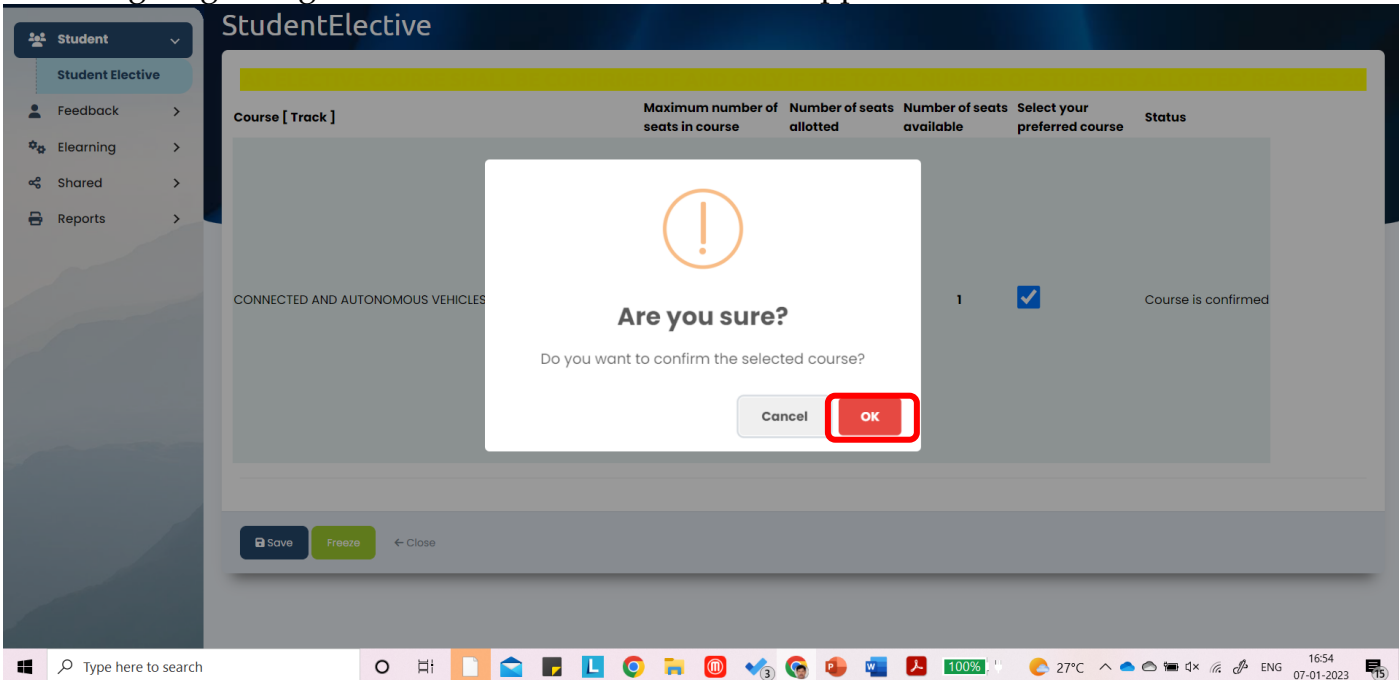 StudentElective
Student
Student Elective
Feedback
Elearning
Shared
Reports
Course [ Track ]
Maximum number of
seats in course
Number of seats
allotted
Number of seats
available
Select your
preferred course
Status
CONNECTED AND AUTONOMOUS VEHICLES
1
Course is confirmed
Are you sure?
Do you want to confirm the selected course?
Cancel
OK
Save
Freeze
← Close
Type here to search
L
3
100%
27°C
ENG
16:54
07-01-2023
15